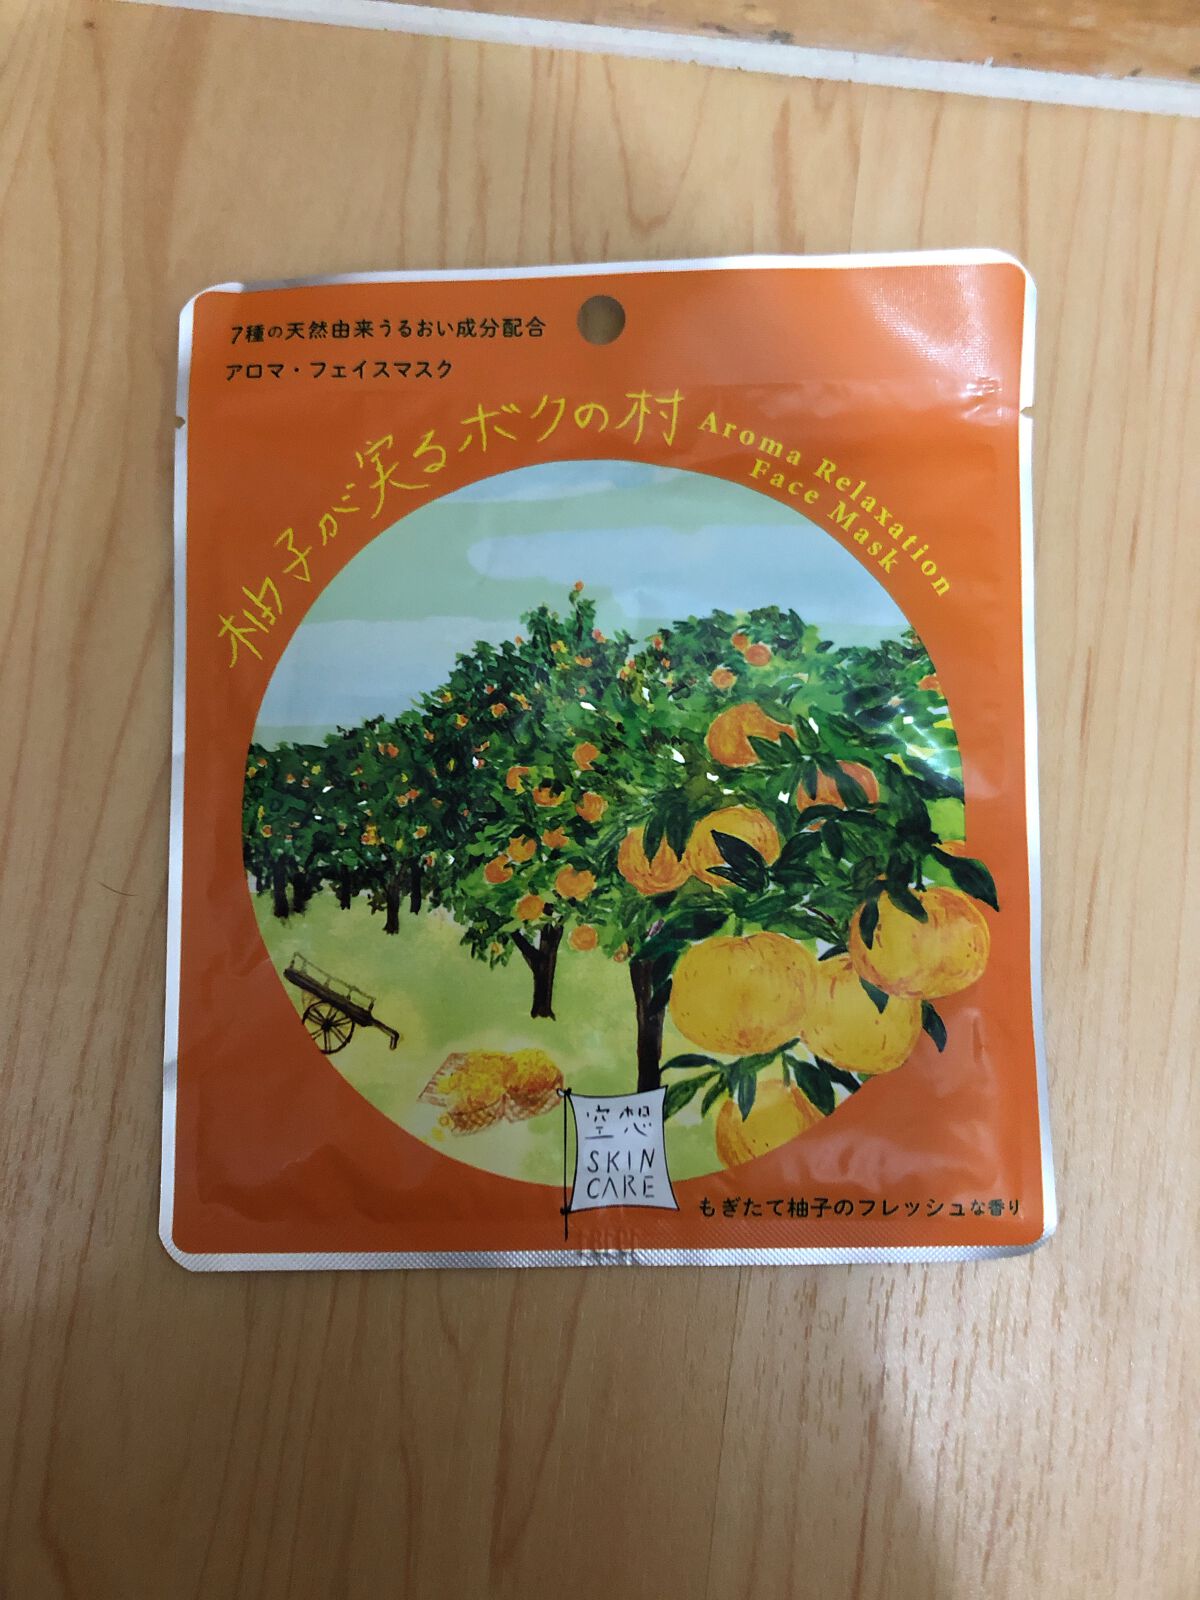 7種の天然由来うるおい成分配合
アロマ・フェイスマスク
柚子が実るボクの村
Aroma Relaxation
Face Mask
空想
SKIN
CARE
もぎたて柚子のフレッシュな香り